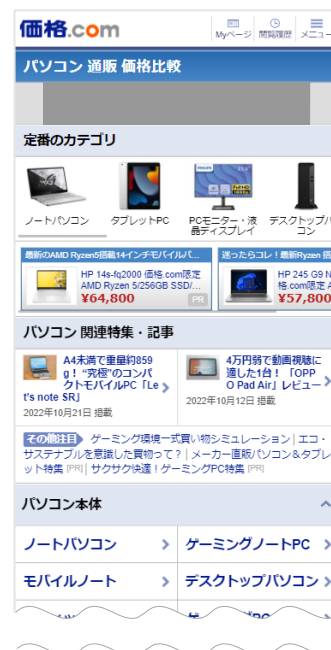 価格.com
Myページ
閲覧履歴
メニュー
パソコン 通販 価格比較
定番のカテゴリ
ノートパソコン
タブレットPC
PCモニター・液
晶ディスプレイ
デスクトップパ
コン
最新のAMD Ryzen5搭載14インチモバイルパ...
HP 14s-fq2000 価格.com限定
AMD Ryzen 5/256GB SSD/...
¥64,800
PR
迷ったらコレ！最新Ryzen 搭
HP 245 G9 N
格.com限定 A
¥57,800
パソコン 関連特集・記事
A4未満で重量約859
g！“究極”のコンパ
クトモバイルPC「Le
t's note SR」
2022年10月21日 掲載
4万円弱で動画視聴に
適した1台！「OPP
O Pad Air」レビュー
2022年10月12日 掲載
その他注目 ゲーミング環境一式買い物シミュレーション | エコ・
サステナブルを意識した買物って？ | メーカー直販パソコン＆タブレ
ット特集 [PR] | サクサク快適！ゲーミングPC特集 [PR]
パソコン本体
ノートパソコン
ゲーミングノートPC
モバイルノート
デスクトップパソコン